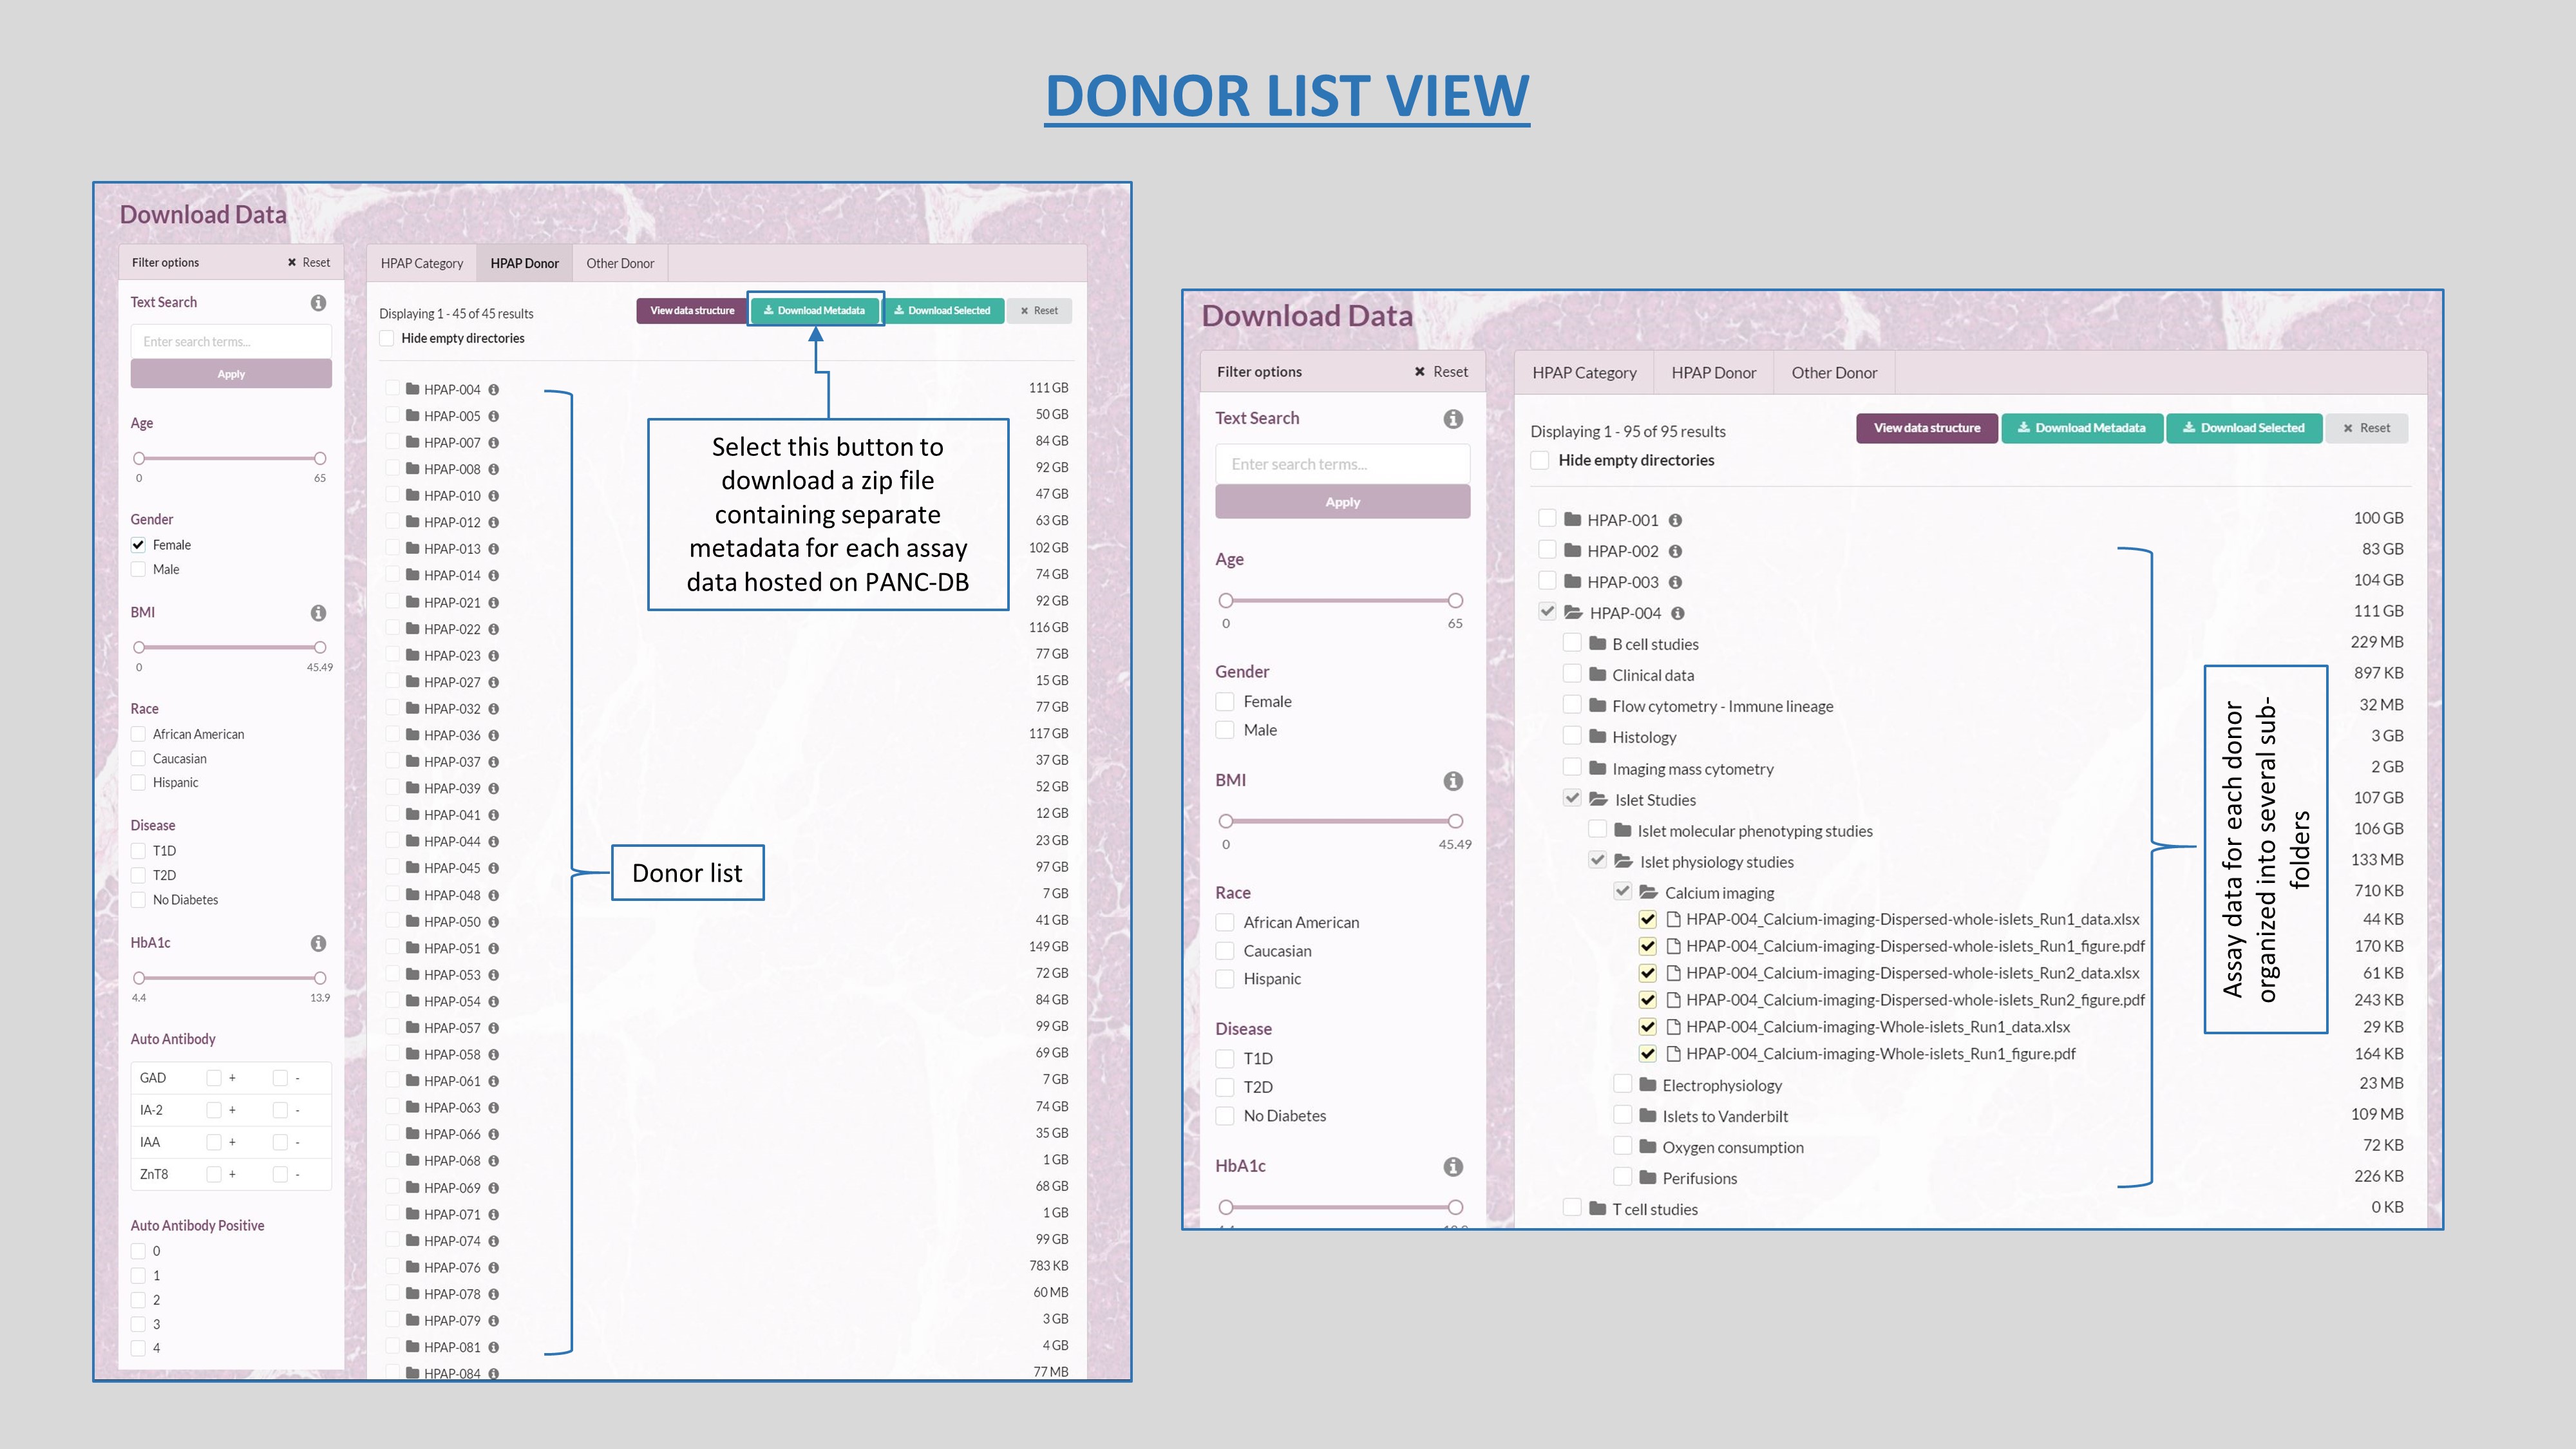 DONOR LIST VIEW
Download Data
Filter options
Reset
Text Search
Enter search terms...
Apply
Age
0 65
Gender
Female
Male
BMI
0 45.49
Race
African American
Caucasian
Hispanic
Disease
T1D
T2D
No Diabetes
HbA1c
4.4 13.9
Auto Antibody
GAD + -
IA-2 + -
IAA + -
ZnT8 + -
Auto Antibody Positive
0
1
2
3
4
HPAP Category HPAP Donor Other Donor
Displaying 1 - 45 of 45 results
View data structure Download Metadata Download Selected Reset
Hide empty directories
HPAP-004 111 GB
HPAP-005 50 GB
HPAP-007 84 GB
HPAP-008 92 GB
HPAP-010 47 GB
HPAP-012 63 GB
HPAP-013 102 GB
HPAP-014 74 GB
HPAP-021 92 GB
HPAP-022 116 GB
HPAP-023 77 GB
HPAP-027 15 GB
HPAP-032 77 GB
HPAP-036 117 GB
HPAP-037 37 GB
HPAP-039 52 GB
HPAP-041 12 GB
HPAP-044 23 GB
HPAP-045 97 GB
HPAP-048 7 GB
HPAP-050 41 GB
HPAP-051 149 GB
HPAP-053 72 GB
HPAP-054 84 GB
HPAP-057 99 GB
HPAP-058 69 GB
HPAP-061 7 GB
HPAP-063 74 GB
HPAP-066 35 GB
HPAP-068 1 GB
HPAP-069 68 GB
HPAP-071 1 GB
HPAP-074 99 GB
HPAP-076 783 KB
HPAP-078 60 MB
HPAP-079 3 GB
HPAP-081 4 GB
HPAP-084 77 MB
Select this button to
download a zip file
containing separate
metadata for each assay
data hosted on PANC-DB
Donor list
Download Data
Filter options
Reset
Text Search
Enter search terms...
Apply
Age
0 65
Gender
Female
Male
BMI
0 45.49
Race
African American
Caucasian
Hispanic
Disease
T1D
T2D
No Diabetes
HbA1c
HPAP Category HPAP Donor Other Donor
Displaying 1 - 95 of 95 results
View data structure Download Metadata Download Selected Reset
Hide empty directories
HPAP-001 100 GB
HPAP-002 83 GB
HPAP-003 104 GB
HPAP-004 111 GB
B cell studies 229 MB
Clinical data 897 KB
Flow cytometry - Immune lineage 32 MB
Histology 3 GB
Imaging mass cytometry 2 GB
Islet Studies 107 GB
Islet molecular phenotyping studies 106 GB
Islet physiology studies 133 MB
Calcium imaging 710 KB
HPAP-004_Calcium-imaging-Dispersed-whole-islets_Run1_data.xlsx 44 KB
HPAP-004_Calcium-imaging-Dispersed-whole-islets_Run1_figure.pdf 170 KB
HPAP-004_Calcium-imaging-Dispersed-whole-islets_Run2_data.xlsx 61 KB
HPAP-004_Calcium-imaging-Dispersed-whole-islets_Run2_figure.pdf 243 KB
HPAP-004_Calcium-imaging-Whole-islets_Run1_data.xlsx 29 KB
HPAP-004_Calcium-imaging-Whole-islets_Run1_figure.pdf 164 KB
Electrophysiology 23 MB
Islets to Vanderbilt 109 MB
Oxygen consumption 72 KB
Perifusions 226 KB
T cell studies 0 KB
Assay data for each donor
organized into several sub-
folders